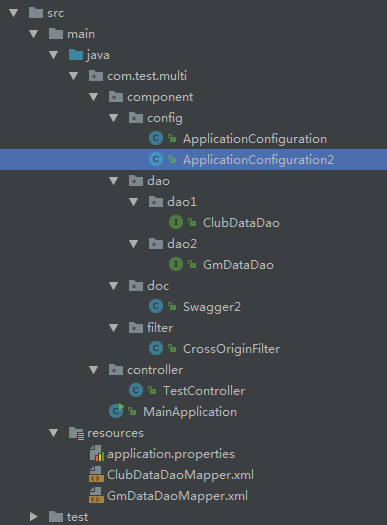 src
main
java
com.test.multi
component
config
ApplicationConfiguration
ApplicationConfiguration2
dao
dao1
ClubDataDao
dao2
GmDataDao
doc
Swagger2
filter
CrossOriginFilter
controller
TestController
MainApplication
resources
application.properties
ClubDataDaoMapper.xml
GmDataDaoMapper.xml
test